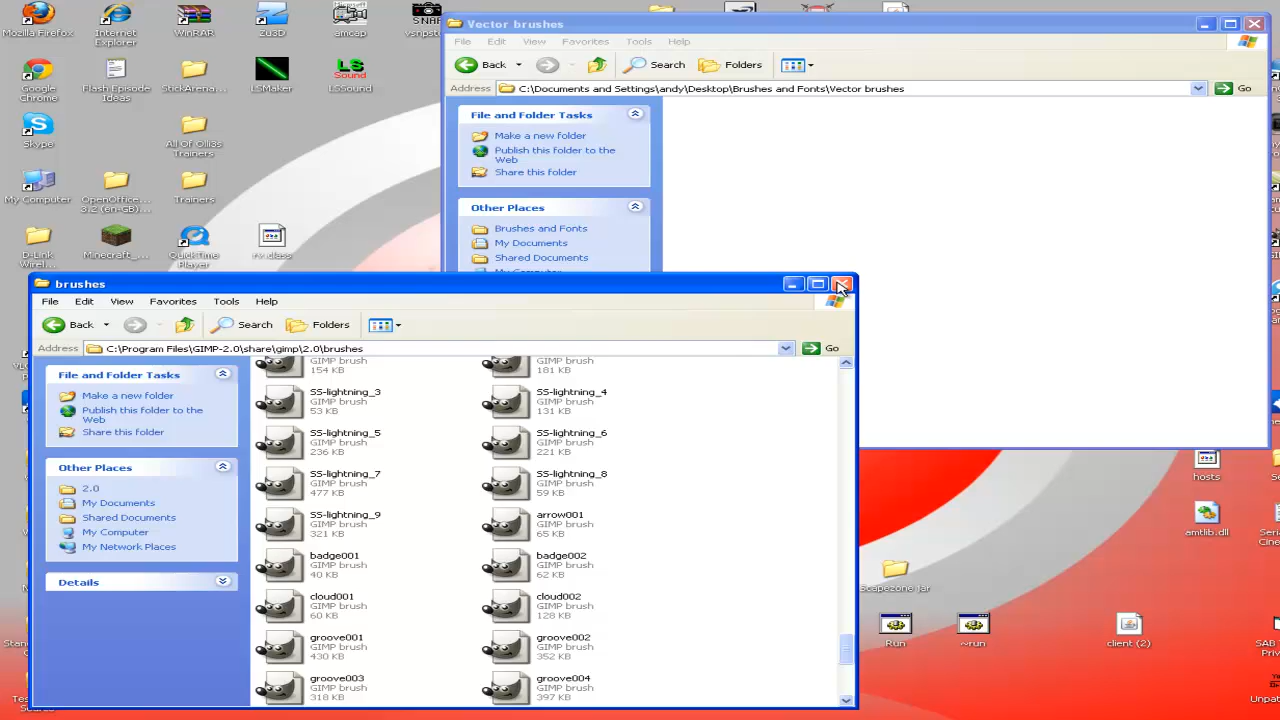 Mozilla Firefox
Internet
Explorer
WinRAR
Zu3D
amcap
SNAP
vsnpst
Google
Chrome
Flash Episode
Ideas
StickArena...
LSMaker
LS
Sound
LSSound
Skype
All Of Olli3s
Trainers
My Computer
OpenOffice...
3.2 (en-GB)...
Trainers
D-Link
Wirel...
Minecraft_...
QuickTime
Player
rv.class
Vector brushes
File Edit View Favorites Tools Help
Back Search Folders
Address C:\Documents and Settings\andy\Desktop\Brushes and Fonts\Vector brushes Go
File and Folder Tasks
Make a new folder
Publish this folder to the
Web
Share this folder
Other Places
Brushes and Fonts
My Documents
Shared Documents
My Computer
brushes
File Edit View Favorites Tools Help
Back Search Folders
Address C:\Program Files\GIMP-2.0\share\gimp\2.0\brushes Go
File and Folder Tasks
Make a new folder
Publish this folder to the
Web
Share this folder
Other Places
2.0
My Documents
Shared Documents
My Computer
My Network Places
Details
GIMP brush
154 KB
GIMP brush
181 KB
SS-lightning_3
GIMP brush
53 KB
SS-lightning_4
GIMP brush
131 KB
SS-lightning_5
GIMP brush
236 KB
SS-lightning_6
GIMP brush
221 KB
SS-lightning_7
GIMP brush
477 KB
SS-lightning_8
GIMP brush
59 KB
SS-lightning_9
GIMP brush
321 KB
arrow001
GIMP brush
65 KB
badge001
GIMP brush
40 KB
badge002
GIMP brush
62 KB
cloud001
GIMP brush
60 KB
cloud002
GIMP brush
128 KB
groove001
GIMP brush
430 KB
groove002
GIMP brush
352 KB
groove003
GIMP brush
318 KB
groove004
GIMP brush
397 KB
hosts
amtlib.dll
Scapezone Jar
Run
~run
client (2)
SAB T
Priv
Unpat